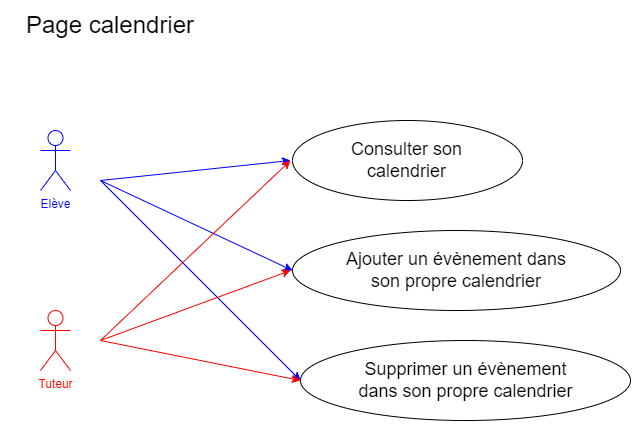 Page calendrier
Elève
Consulter son
calendrier
Ajouter un évènement dans
son propre calendrier
Tuteur
Supprimer un évènement
dans son propre calendrier